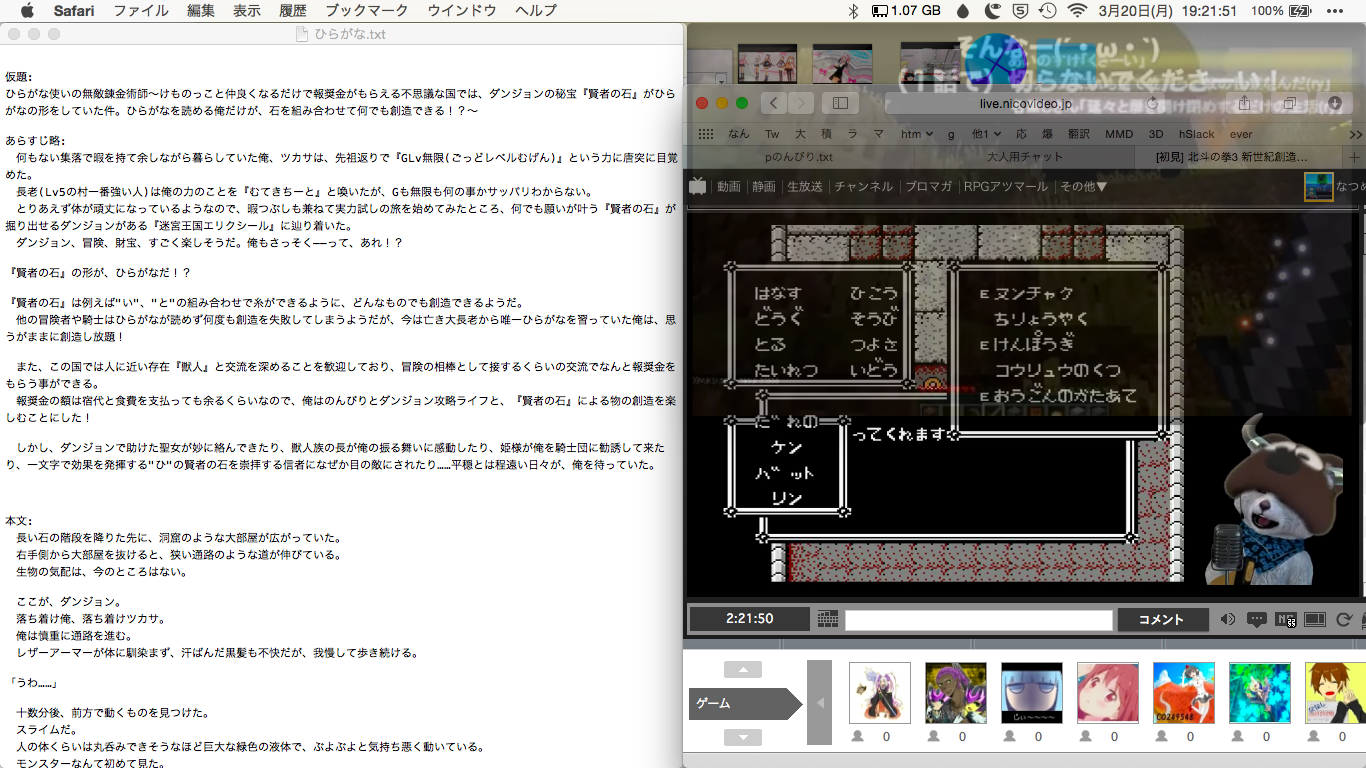 Safari ファイル 編集 表示 履歴 ブックマーク ウインドウ ヘルプ 1.07 GB 3月20日(月) 19:21:51 100%
ひらがな.txt
仮題:
ひらがな使いの無敵錬金術師〜けものっこと仲良くなるだけで報奨金がもらえる不思議な国では、ダンジョンの秘宝『賢者の石』がひら
がなの形をしていた件。ひらがなを読める俺だけが、石を組み合わせて何でも創造できる！？〜
あらすじ略:
何もない集落で暇を持て余しながら暮らしていた俺、ツカサは、先祖返りで『GLv無限(ごっどレベルむげん)』という力に唐突に目覚
めた。
長老(Lv5の村一番強い人)は俺の力のことを『むてきちーと』と喚いたが、Gも無限も何の事かサッパリわからない。
とりあえず体が頑丈になっているようなので、暇つぶしも兼ねて実力試しの旅を始めてみたところ、何でも願いが叶う『賢者の石』が
掘り出せるダンジョンがある『迷宮王国エリクシール』に辿り着いた。
ダンジョン、冒険、財宝、すごく楽しそうだ。俺もさっそく——って、あれ！？
『賢者の石』の形が、ひらがなだ！？
『賢者の石』は例えば"い"、"と"の組み合わせで糸ができるように、どんなものでも創造できるようだ。
他の冒険者や騎士はひらがなが読めず何度も創造を失敗してしまうようだが、今は亡き大長老から唯一ひらがなを習っていた俺は、思
うがままに創造し放題！
また、この国では人に近い存在『獣人』と交流を深めることを歓迎しており、冒険の相棒として接するくらいの交流でなんと報奨金を
もらう事ができる。
報奨金の額は宿代と食費を支払っても余るくらいなので、俺はのんびりとダンジョン攻略ライフと、『賢者の石』による物の創造を楽
しむことにした！
しかし、ダンジョンで助けた聖女が妙に絡んできたり、獣人族の長が俺の振る舞いに感動したり、姫様が俺を騎士団に勧誘して来た
り、一文字で効果を発揮する"ひ"の賢者の石を崇拝する信者になぜか目の敵にされたり……平穏とは程遠い日々が、俺を待っていた。
本文:
長い石の階段を降りた先に、洞窟のような大部屋が広がっていた。
右手側から大部屋を抜けると、狭い通路のような道が伸びている。
生物の気配は、今のところはない。
ここが、ダンジョン。
落ち着け俺、落ち着けツカサ。
俺は慎重に通路を進む。
レザーアーマーが体に馴染まず、汗ばんだ黒髪も不快だが、我慢して歩き続ける。
「うわ……」
十数分後、前方で動くものを見つけた。
スライムだ。
人の体くらいは丸呑みできそうなほど巨大な緑色の液体で、ぷよぷよと気持ち悪く動いている。
モンスターなんて初めて見た。
そんなー(´・ω・`)
(1話で) 切らないでくださーい！
live.nicovideo.jp
なん Tw 大 積 ラ マ htm g 他1 応 爆 翻訳 MMD 3D hSlack ever
pのんびり.txt 大人用チャット [初見] 北斗の拳3 新世紀創造...
動画 静画 生放送 チャンネル ブロマガ RPGアツマール その他▼ なつめ
はなす ひこう
どうぐ そうび
とる つよさ
たいれつ いどう
E ヌンチャク
ちりょうやく
E けんぽうぎ
コウリュウのくつ
E おうごんのかたあて
だれの
ケン
バット
リン
ってくれます
2:21:50 コメント
ゲーム
CO249548
じぃ〜〜〜〜
0 0 0 0 0 0 0